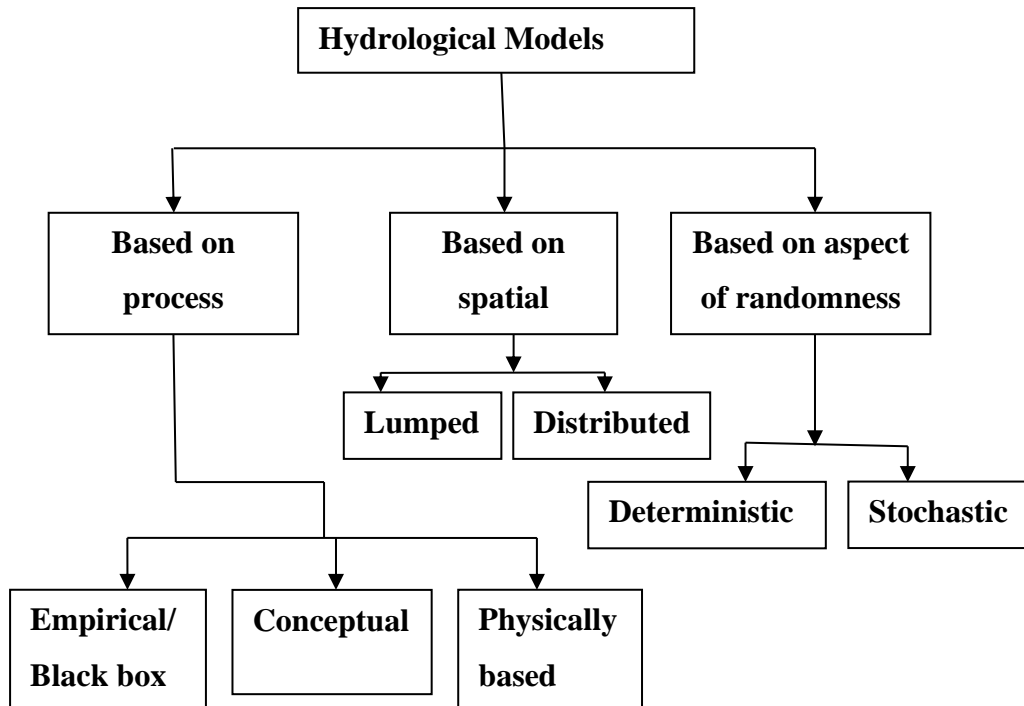 Hydrological Models
Based on
process
Based on
spatial
Based on aspect
of randomness
Lumped
Distributed
Deterministic
Stochastic
Empirical/
Black box
Conceptual
Physically
based